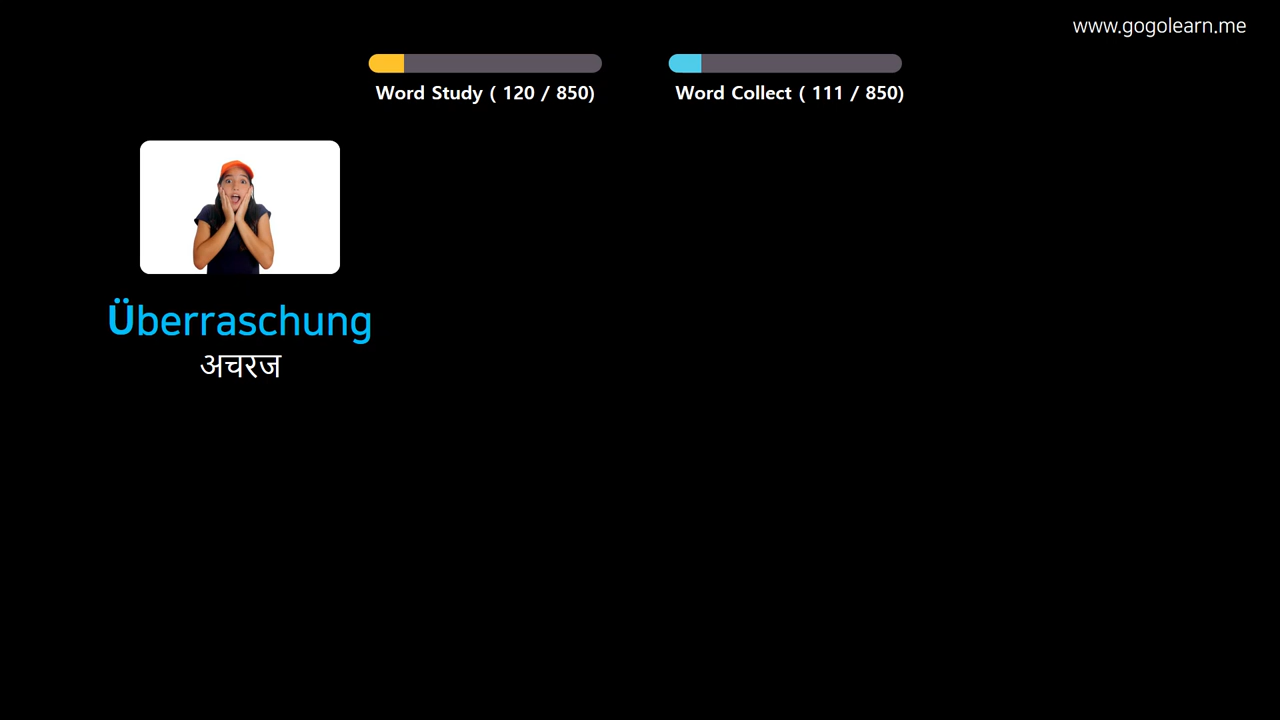 www.gogolearn.me
Word Study ( 120 / 850)
Word Collect ( 111 / 850)
Überraschung
अचरज